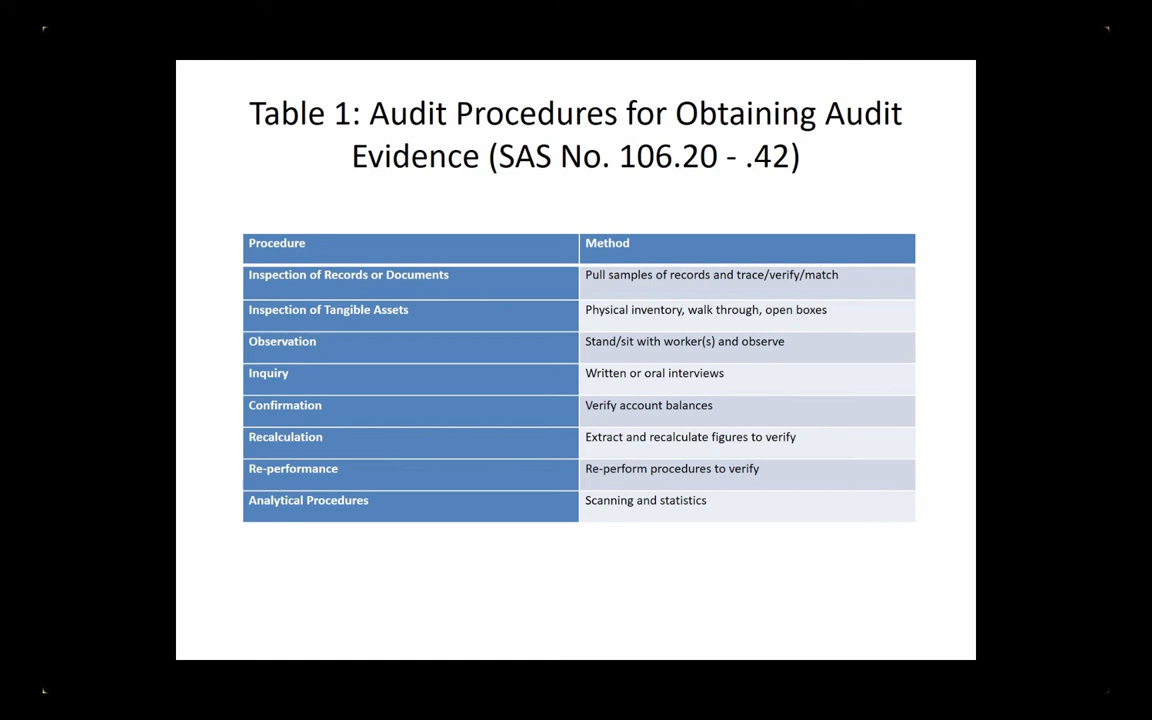 Table 1: Audit Procedures for Obtaining Audit
Evidence (SAS No. 106.20 - .42)
Procedure Method
Inspection of Records or Documents Pull samples of records and trace/verify/match
Inspection of Tangible Assets Physical inventory, walk through, open boxes
Observation Stand/sit with worker(s) and observe
Inquiry Written or oral interviews
Confirmation Verify account balances
Recalculation Extract and recalculate figures to verify
Re-performance Re-perform procedures to verify
Analytical Procedures Scanning and statistics